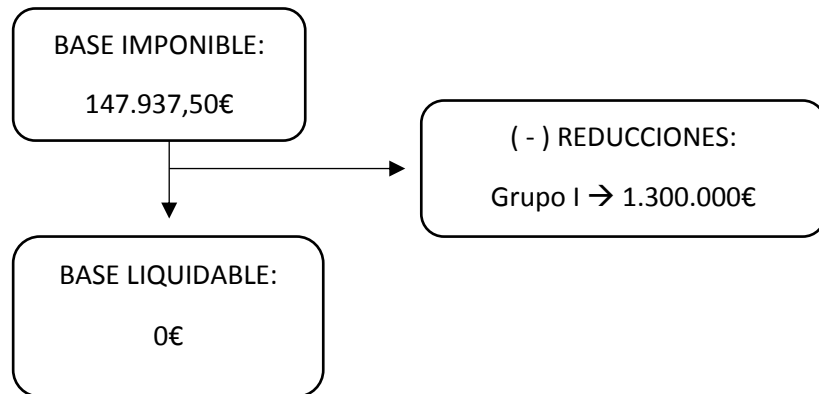 BASE IMPONIBLE:
147.937,50€
( - ) REDUCCIONES:
Grupo I → 1.300.000€
BASE LIQUIDABLE:
0€